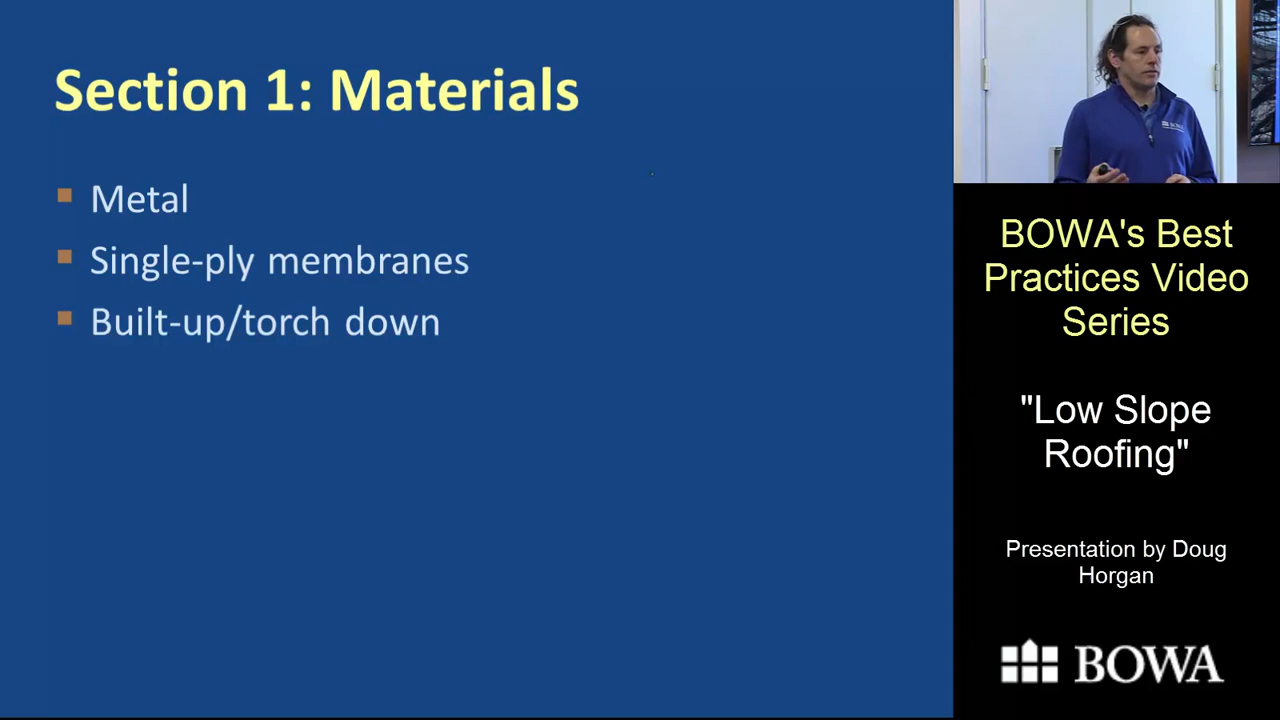 Section 1: Materials
Metal
Single-ply membranes
Built-up/torch down
BOWA's Best
Practices Video
Series
"Low Slope
Roofing"
Presentation by Doug
Horgan
BOWA
BOWA